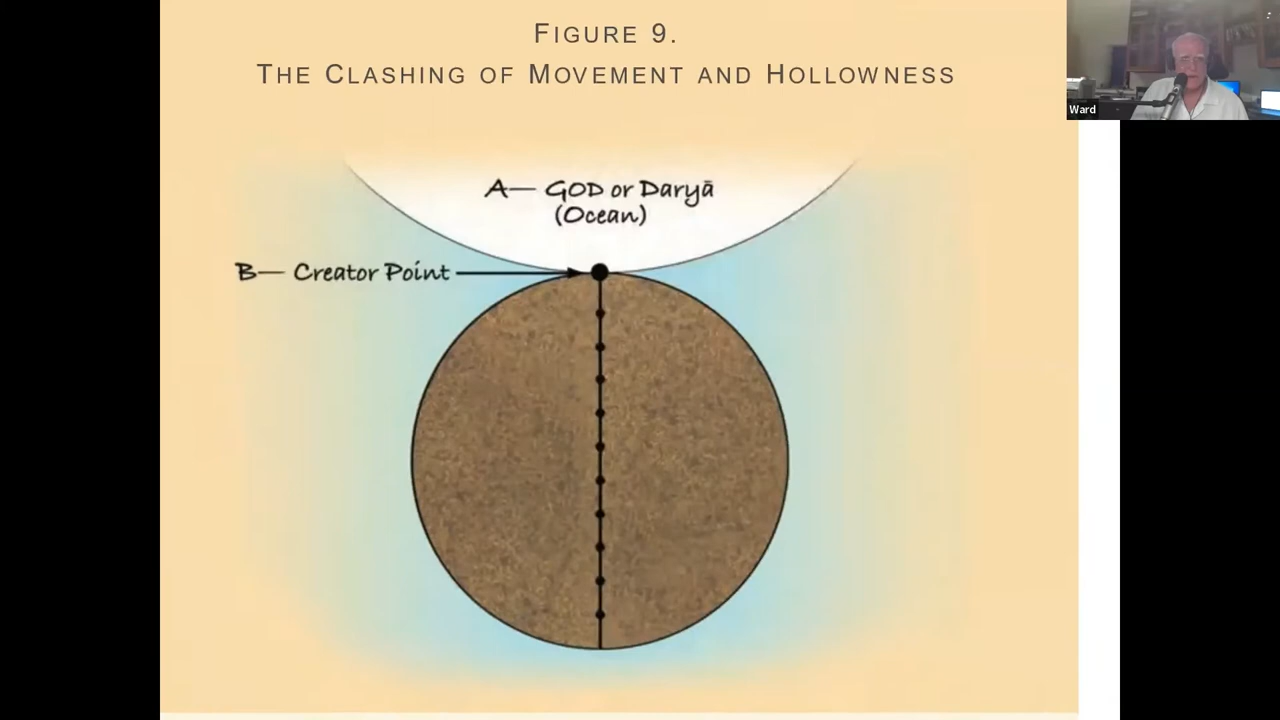 FIGURE 9.
THE CLASHING OF MOVEMENT AND HOLLOWNESS
Ward
A— GOD or Daryā
(Ocean)
B— Creator Point